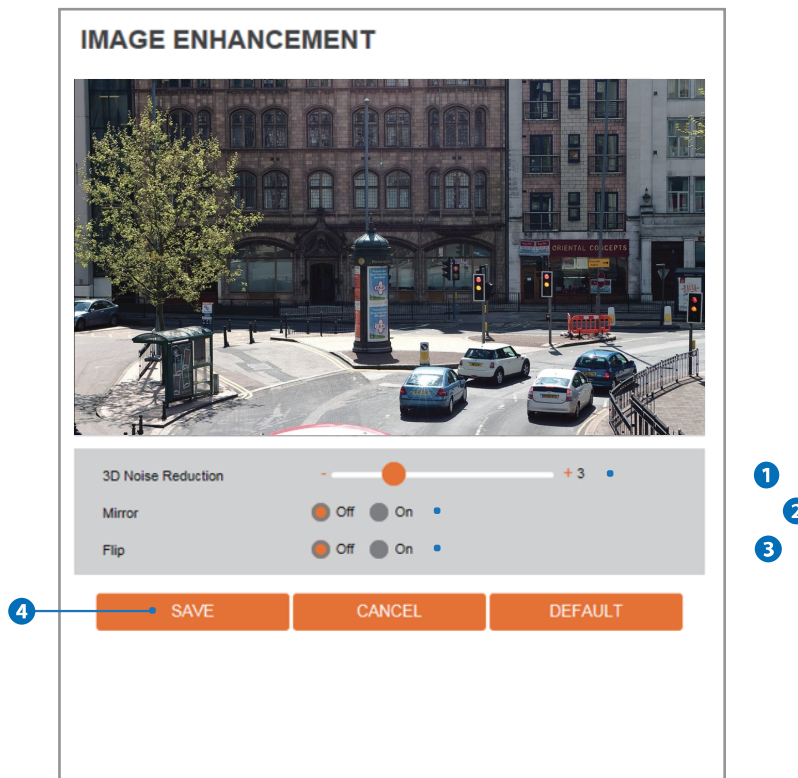 IMAGE ENHANCEMENT
ORIENTAL CONCEPTS
3D Noise Reduction - + 3 1
Mirror Off On 2
Flip Off On 3
4 SAVE CANCEL DEFAULT